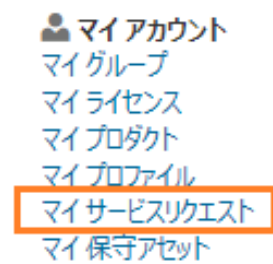 マイ アカウント
マイ グループ
マイ ライセンス
マイ プロダクト
マイ プロファイル
マイ サービスリクエスト
マイ 保守アセット